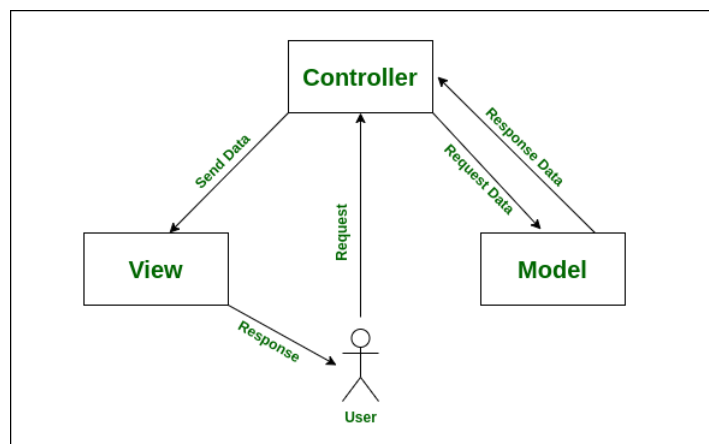 Controller
Send Data
Request
Request Data
Response Data
View
Model
Response
User